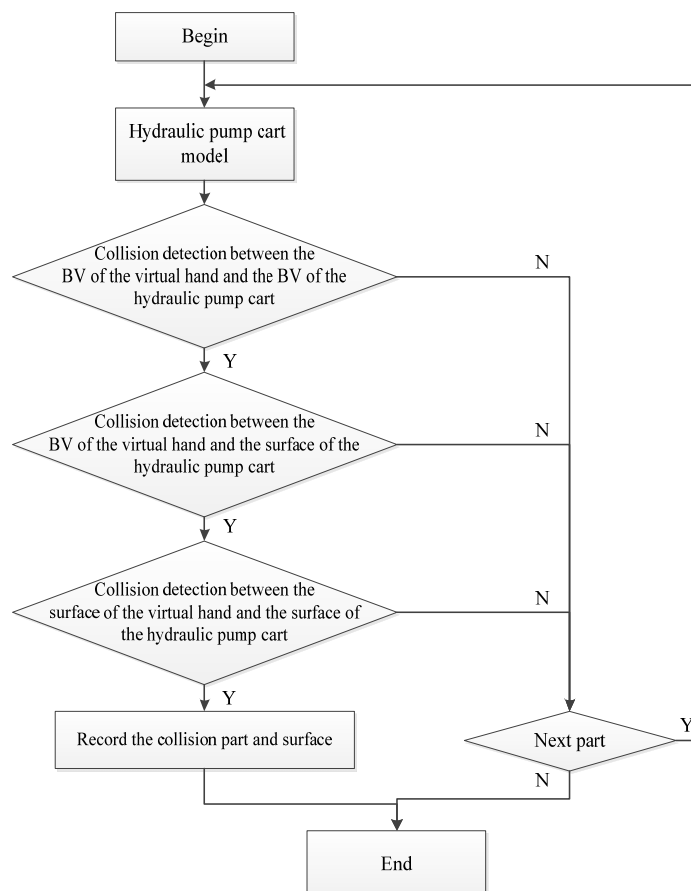 Begin
Hydraulic pump cart
model
Collision detection between the
BV of the virtual hand and the BV of the
hydraulic pump cart
N
Y
Collision detection between the
BV of the virtual hand and the surface of the
hydraulic pump cart
N
Y
Collision detection between the
surface of the virtual hand and the surface of
the hydraulic pump cart
N
Y
Record the collision part and surface
Next part
Y
N
End